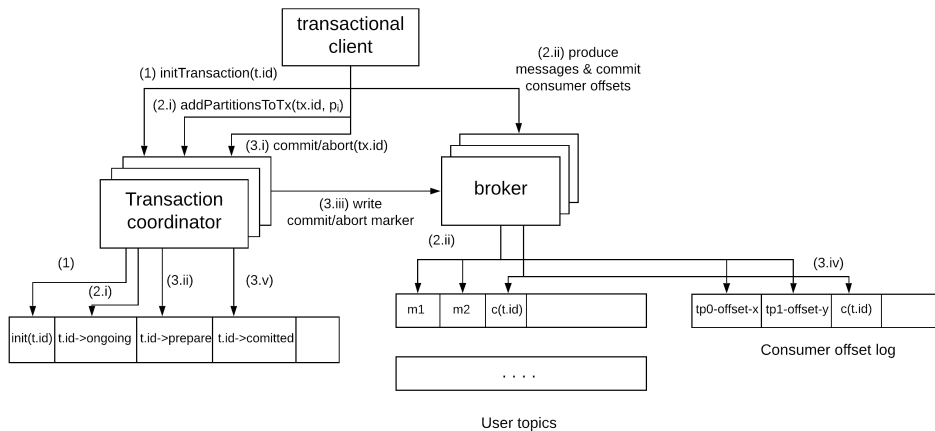 transactional
client
(1) initTransaction(t.id)
(2.ii) produce
messages & commit
consumer offsets
(2.i) addPartitionsToTx(tx.id, pi)
(3.i) commit/abort(tx.id)
Transaction
coordinator
broker
(3.iii) write
commit/abort marker
(2.ii)
(1)
(2.i)
(3.ii)
(3.v)
(3.iv)
m1
m2
c(t.id)
tp0-offset-x
tp1-offset-y
c(t.id)
init(t.id)
t.id->ongoing
t.id->prepare
t.id->comitted
Consumer offset log
. . . .
User topics